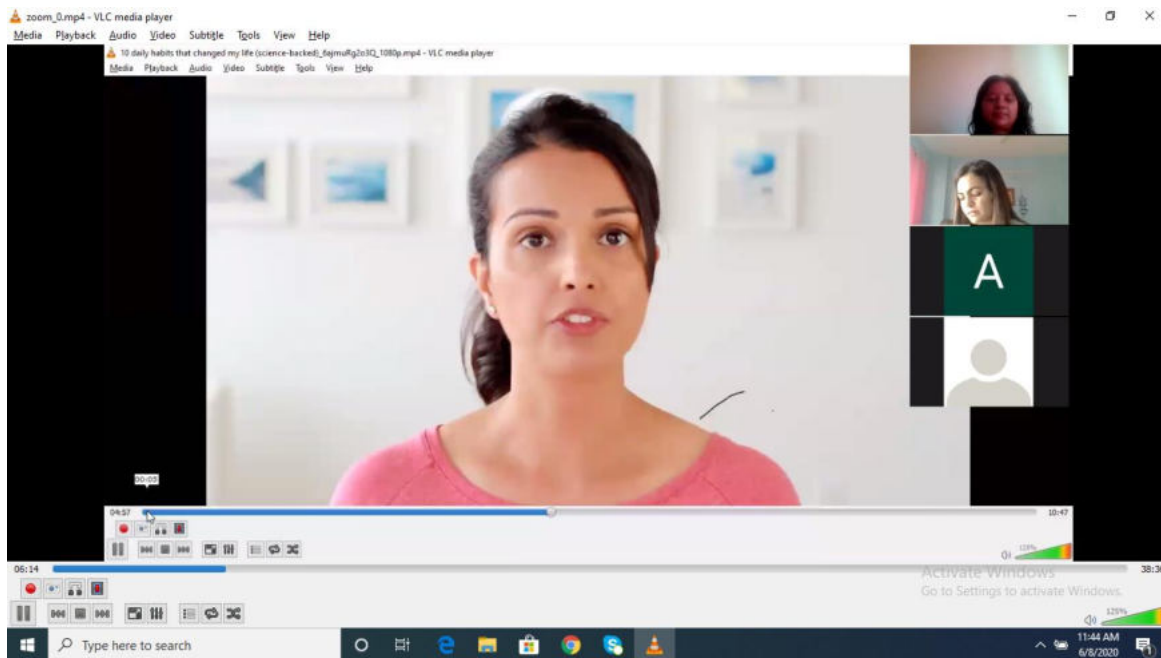 zoom_0.mp4 - VLC media player
Media Playback Audio Video Subtitle Tools View Help
10 daily habits that changed my life (science-backed)_6ajmuRg2o3Q_1080p.mp4 - VLC media player
Media Playback Audio Video Subtitle Tools View Help
A
04:57
10:47
06:14
Activate Windows
Go to Settings to activate Windows.
125%
Type here to search
11:44 AM
6/8/2020